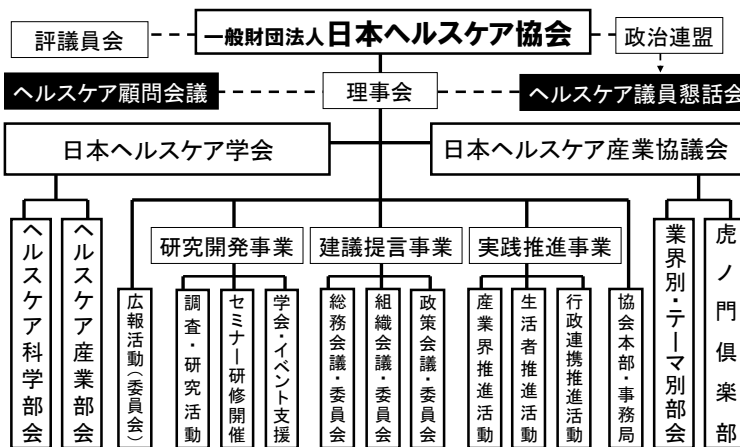 評議員会
一般財団法人日本ヘルスケア協会
政治連盟
ヘルスケア顧問会議
理事会
ヘルスケア議員懇話会
日本ヘルスケア学会
日本ヘルスケア産業協議会
研究開発事業
建議提言事業
実践推進事業
ヘルスケア科学部会
ヘルスケア産業部会
広報活動(委員会)
調査・研究活動
セミナー研修開催
学会・イベント支援
総務会議・委員会
組織会議・委員会
政策会議・委員会
産業界推進活動
生活者推進活動
行政連携推進活動
協会本部・事務局
業界別・テーマ別部会
虎ノ門倶楽部